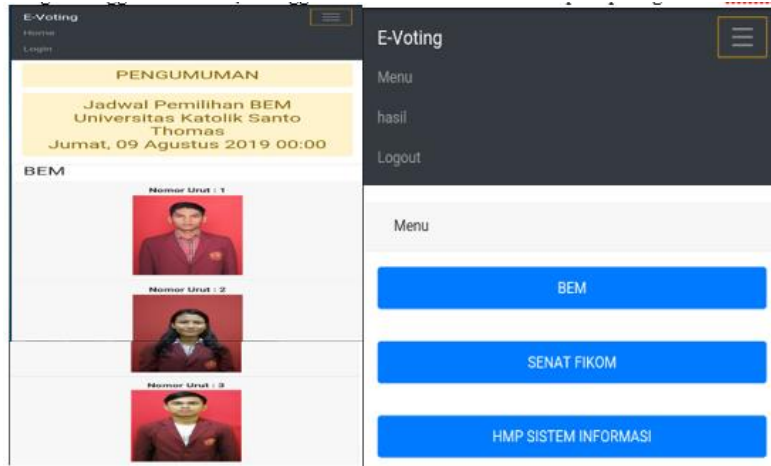 E-Voting
Home
Login
PENGUMUMAN
Jadwal Pemilihan BEM
Universitas Katolik Santo
Thomas
Jumat, 09 Agustus 2019 00:00
BEM
Nomor Urut : 1
Nomor Urut : 2
Nomor Urut : 3
E-Voting
Menu
hasil
Logout
Menu
BEM
SENAT FIKOM
HMP SISTEM INFORMASI